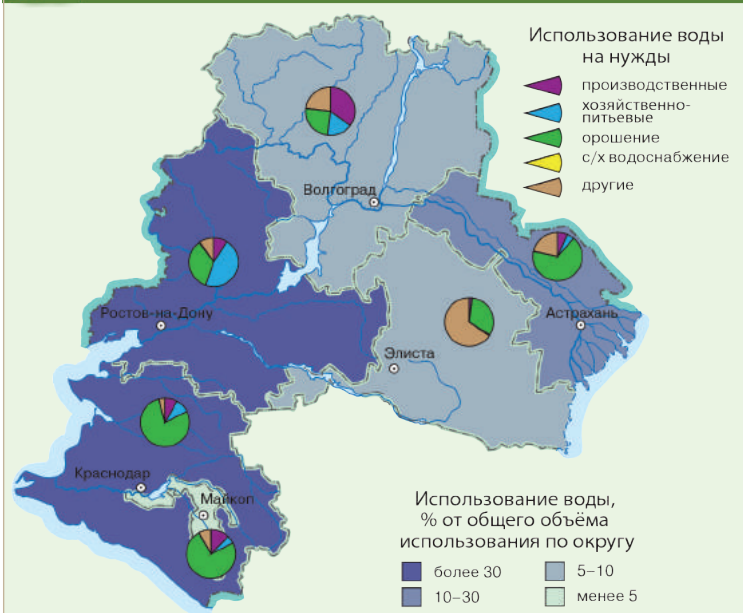 Использование воды
на нужды
производственные
хозяйственно-
питьевые
орошение
с/х водоснабжение
другие
Волгоград
Ростов-на-Дону
Астрахань
Элиста
Краснодар
Майкоп
Использование воды,
% от общего объёма
использования по округу
более 30
5–10
10–30
менее 5